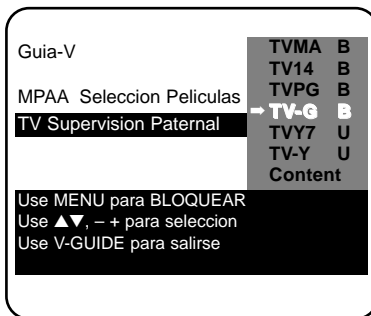 Guia-V
MPAA Seleccion Peliculas
TV Supervision Paternal
TVMA B
TV14 B
TVPG B
➡ TV-G B
TVY7 U
TV-Y U
Content
Use MENU para BLOQUEAR
Use ▲▼, – + para seleccion
Use V-GUIDE para salirse